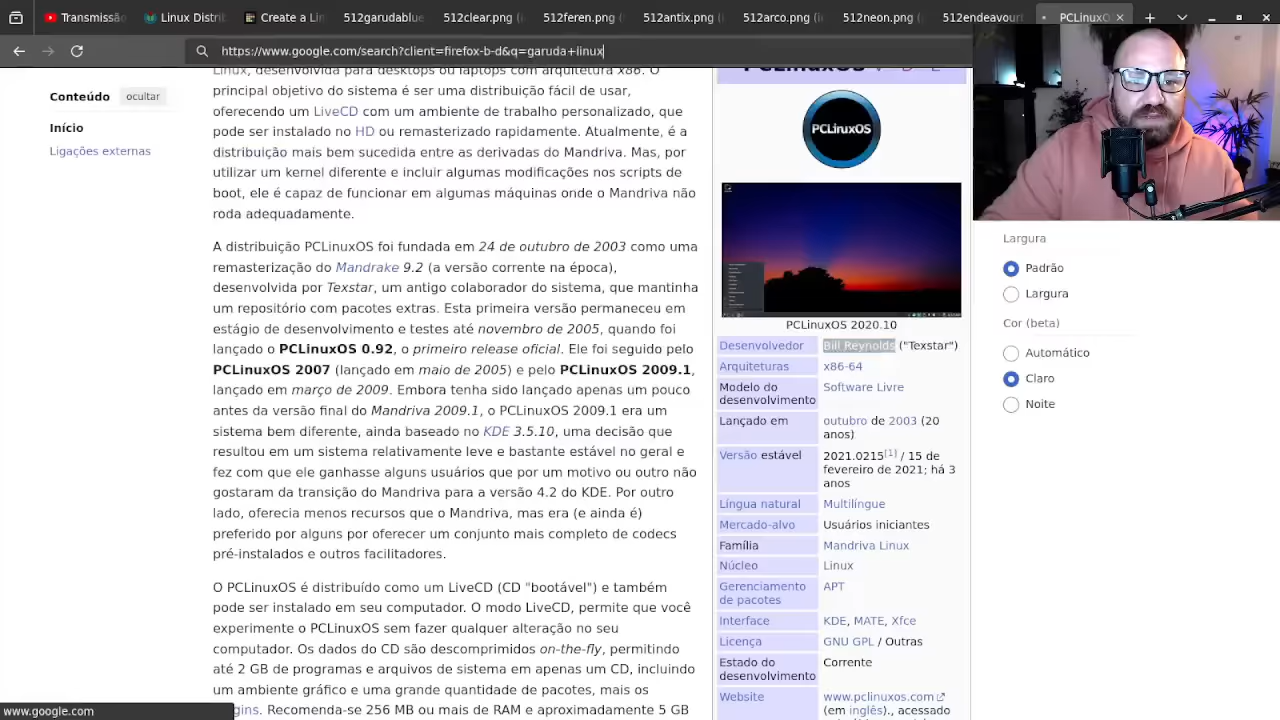 Transmissã
Linux Distri
Create a Lin
512garudablue
512clear.png (i
512feren.png (
512antix.png (i
512arco.png (i
512neon.png (i
512endeavourt
PCLinuxO
https://www.google.com/search?client=firefox-b-d&q=garuda+linux
Conteúdo
ocultar
Início
Ligações externas
Linux, desenvolvida para desktops ou laptops com arquitetura x86. O
principal objetivo do sistema é ser uma distribuição fácil de usar,
oferecendo um LiveCD com um ambiente de trabalho personalizado, que
pode ser instalado no HD ou remasterizado rapidamente. Atualmente, é a
distribuição mais bem sucedida entre as derivadas do Mandriva. Mas, por
utilizar um kernel diferente e incluir algumas modificações nos scripts de
boot, ele é capaz de funcionar em algumas máquinas onde o Mandriva não
roda adequadamente.
A distribuição PCLinuxOS foi fundada em 24 de outubro de 2003 como uma
remasterização do Mandrake 9.2 (a versão corrente na época),
desenvolvida por Texstar, um antigo colaborador do sistema, que mantinha
um repositório com pacotes extras. Esta primeira versão permaneceu em
estágio de desenvolvimento e testes até novembro de 2005, quando foi
lançado o PCLinuxOS 0.92, o primeiro release oficial. Ele foi seguido pelo
PCLinuxOS 2007 (lançado em maio de 2005) e pelo PCLinuxOS 2009.1,
lançado em março de 2009. Embora tenha sido lançado apenas um pouco
antes da versão final do Mandriva 2009.1, o PCLinuxOS 2009.1 era um
sistema bem diferente, ainda baseado no KDE 3.5.10, uma decisão que
resultou em um sistema relativamente leve e bastante estável no geral e
fez com que ele ganhasse alguns usuários que por um motivo ou outro não
gostaram da transição do Mandriva para a versão 4.2 do KDE. Por outro
lado, oferecia menos recursos que o Mandriva, mas era (e ainda é)
preferido por alguns por oferecer um conjunto mais completo de codecs
pré-instalados e outros facilitadores.
O PCLinuxOS é distribuído como um LiveCD (CD "bootável") e também
pode ser instalado em seu computador. O modo LiveCD, permite que você
experimente o PCLinuxOS sem fazer qualquer alteração no seu
computador. Os dados do CD são descomprimidos on-the-fly, permitindo
até 2 GB de programas e arquivos de sistema em apenas um CD, incluindo
um ambiente gráfico e uma grande quantidade de pacotes, mais os
gins. Recomenda-se 256 MB ou mais de RAM e aproximadamente 5 GB
PCLinuxOS
PCLinuxOS 2020.10
Desenvolvedor Bill Reynolds ("Texstar")
Arquiteturas x86-64
Modelo do Software Livre
desenvolvimento
Lançado em outubro de 2003 (20
anos)
Versão estável 2021.0215[1] / 15 de
fevereiro de 2021; há 3
anos
Língua natural Multilíngue
Mercado-alvo Usuários iniciantes
Família Mandriva Linux
Núcleo Linux
Gerenciamento APT
de pacotes
Interface KDE, MATE, Xfce
Licença GNU GPL / Outras
Estado do Corrente
desenvolvimento
Website www.pclinuxos.com
(em inglês)., acessado
Largura
Padrão
Largura
Cor (beta)
Automático
Claro
Noite
www.google.com